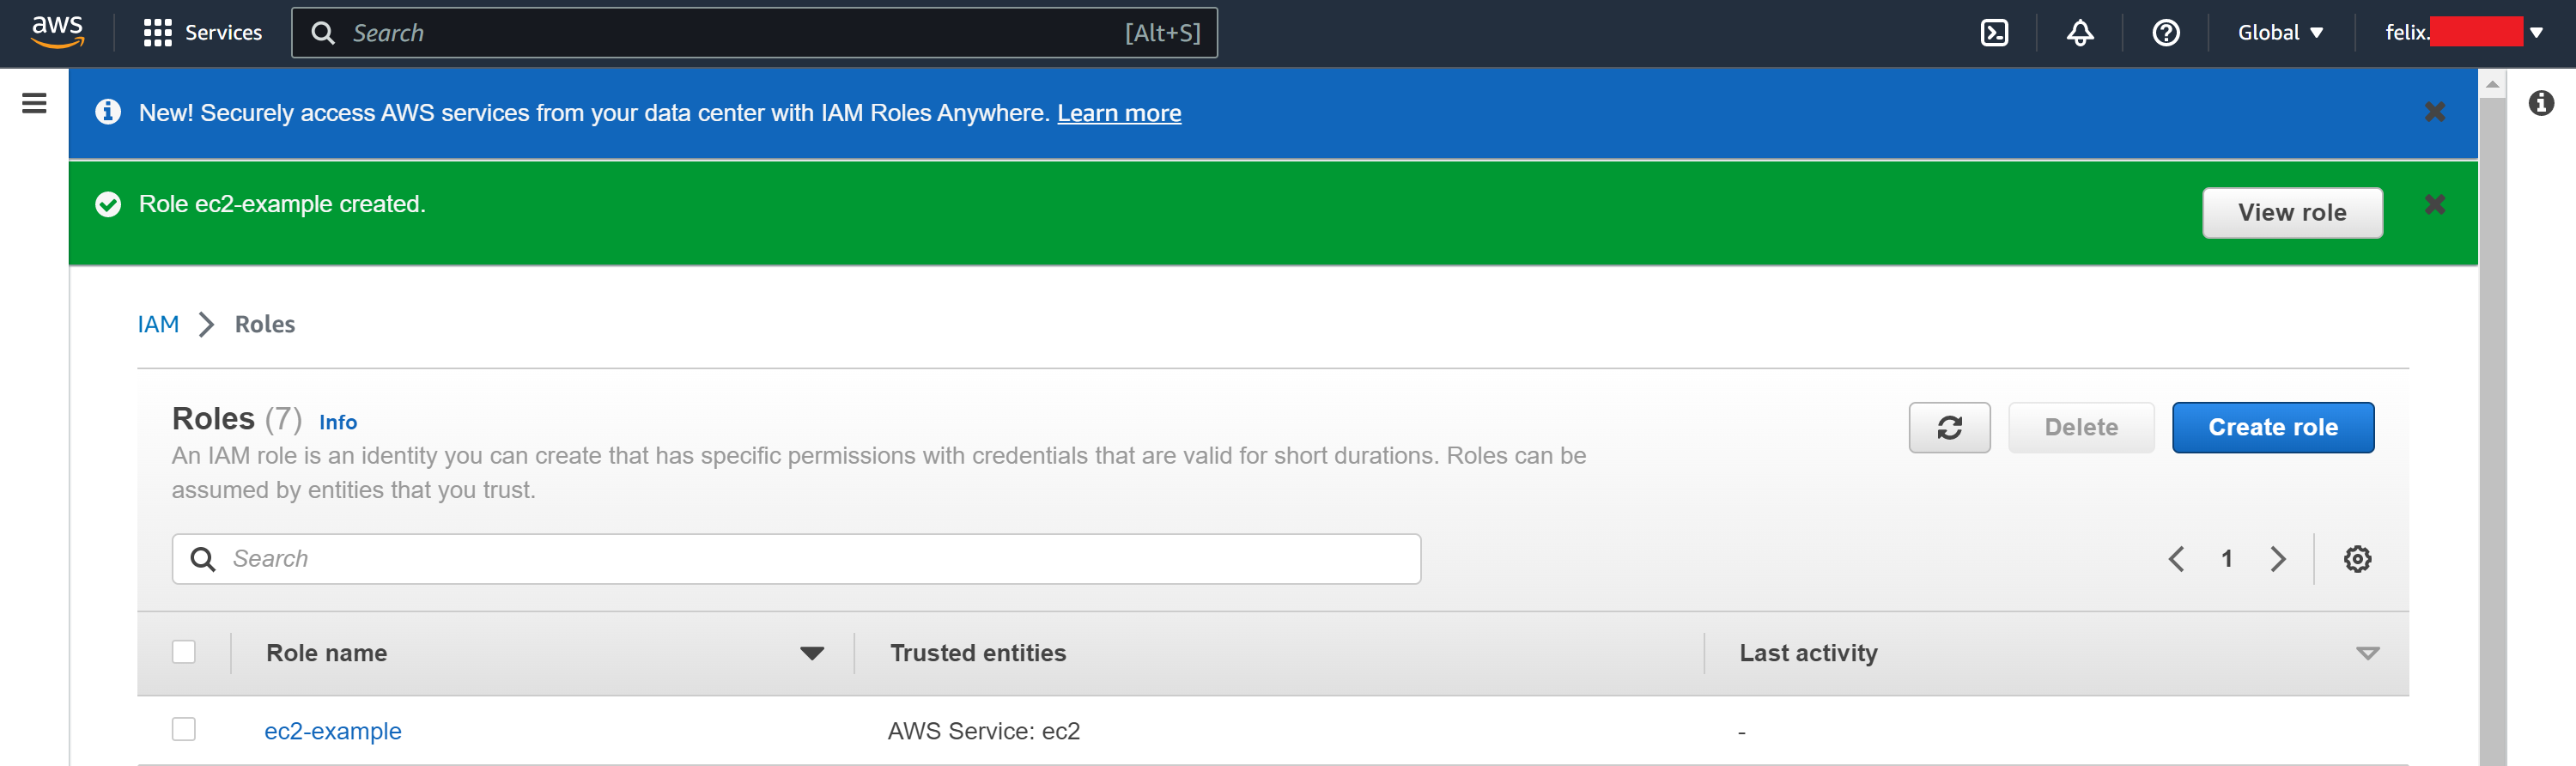 aws
Services
Search
[Alt+S]
Global
felix.
New! Securely access AWS services from your data center with IAM Roles Anywhere. Learn more
Role ec2-example created.
View role
IAM
Roles
Roles (7) Info
An IAM role is an identity you can create that has specific permissions with credentials that are valid for short durations. Roles can be
assumed by entities that you trust.
Delete
Create role
Search
1
Role name
Trusted entities
Last activity
ec2-example
AWS Service: ec2
-